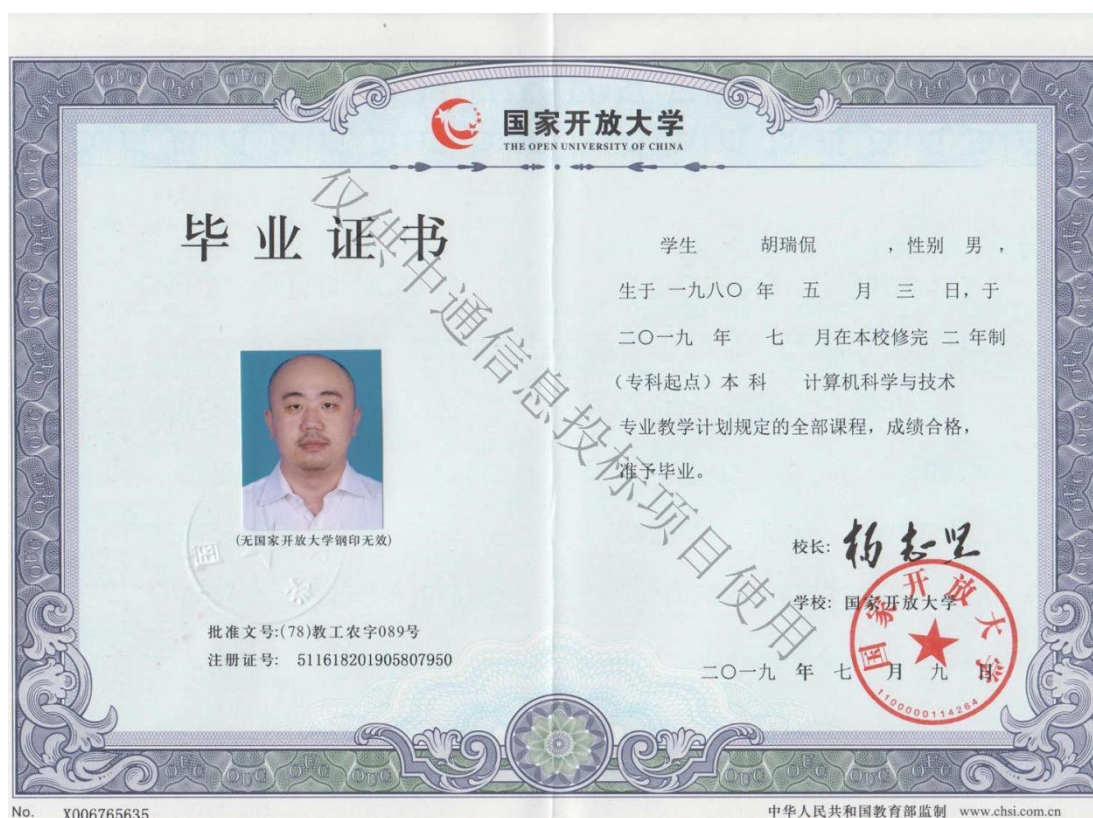 国家开放大学
THE OPEN UNIVERSITY OF CHINA
毕业证书
(无国家开放大学钢印无效)
批准文号:(78)教工农字089号
注册证号: 511618201905807950
学生 胡瑞侃 ,性别 男 ,
生于 一九八〇 年 五 月 三 日,于
二〇一九 年 七 月在本校修完 二 年制
(专科起点)本 科 计算机科学与技术
专业教学计划规定的全部课程,成绩合格,
准予毕业。
校长:
学校: 国家开放大学
二〇一九 年 七 月 九 日
国家开放大学
1100000114264
仅供中通信息投标项目使用
No. X006765635
中华人民共和国教育部监制 www.chsi.com.cn